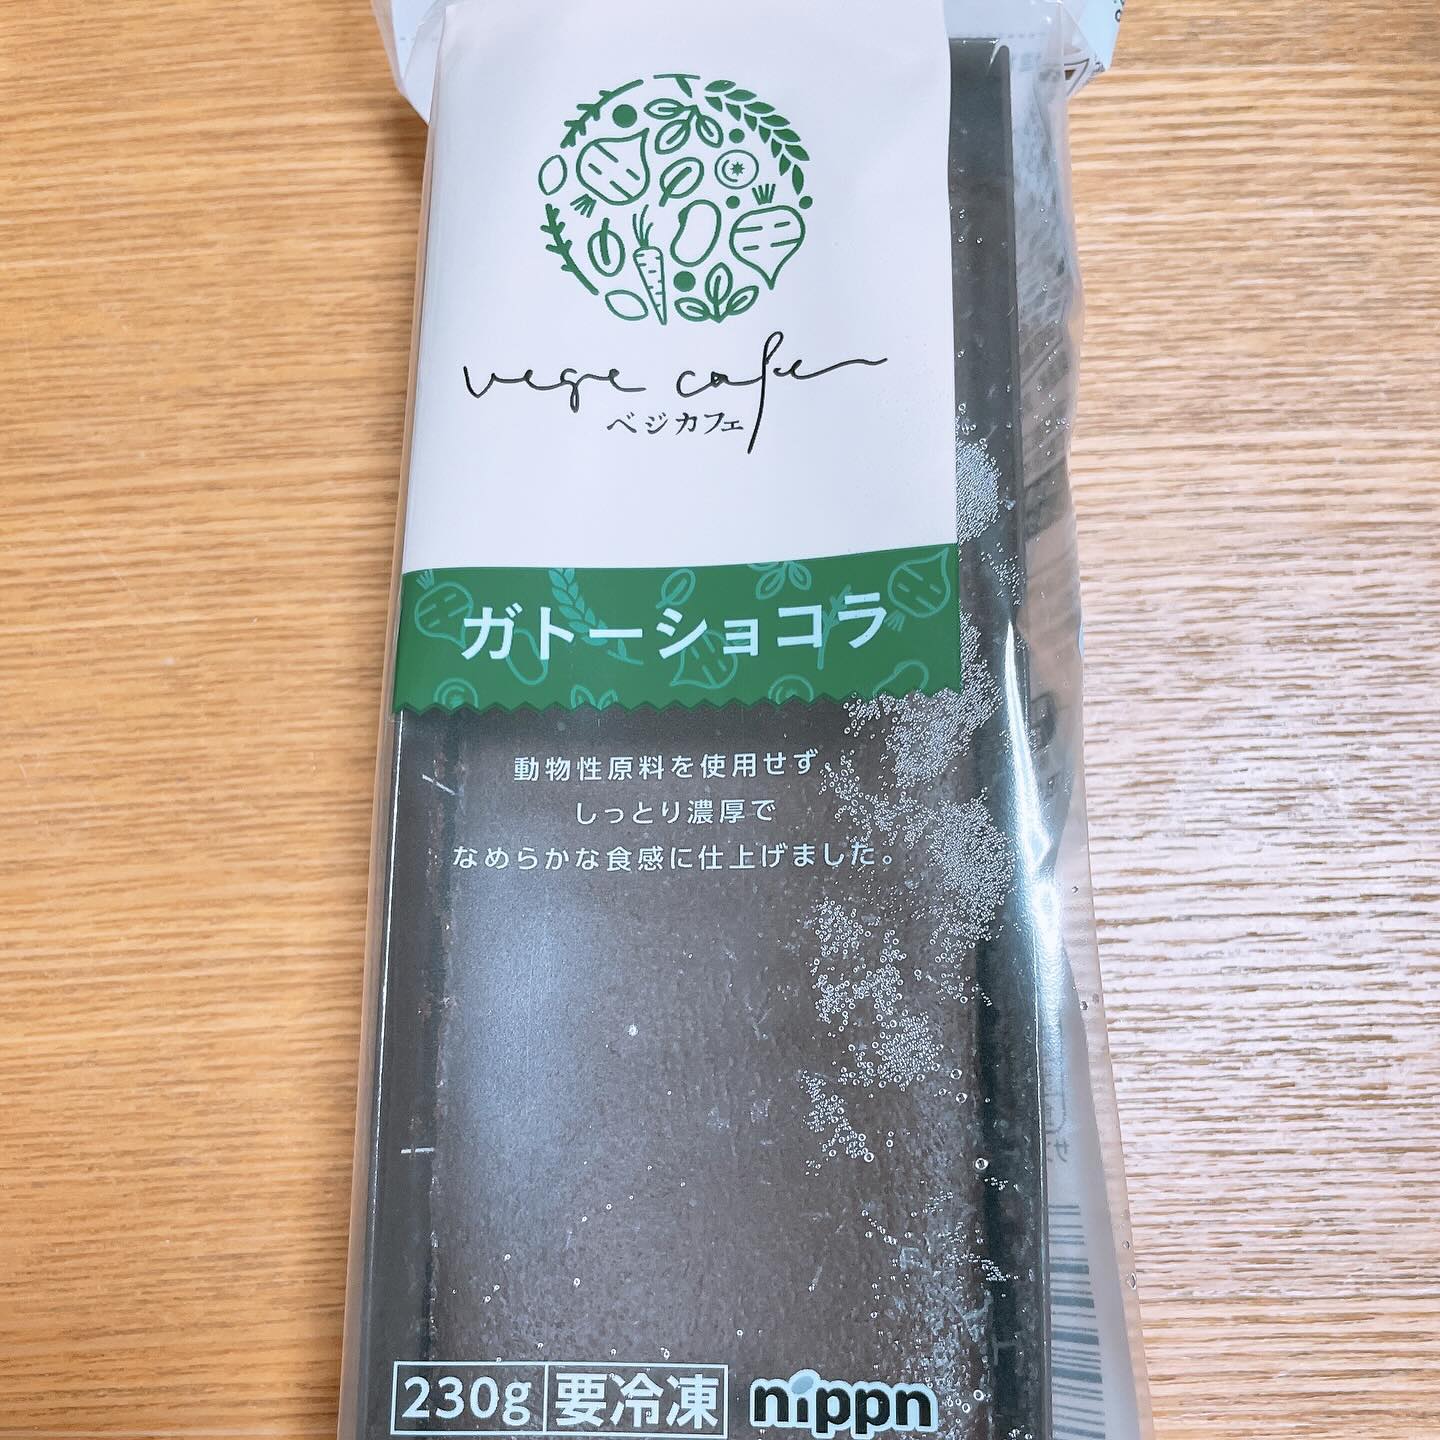 vege cafe
ベジカフェ
ガトーショコラ
動物性原料を使用せず、
しっとり濃厚で
なめらかな食感に仕上げました。
230g 要冷凍 nippn